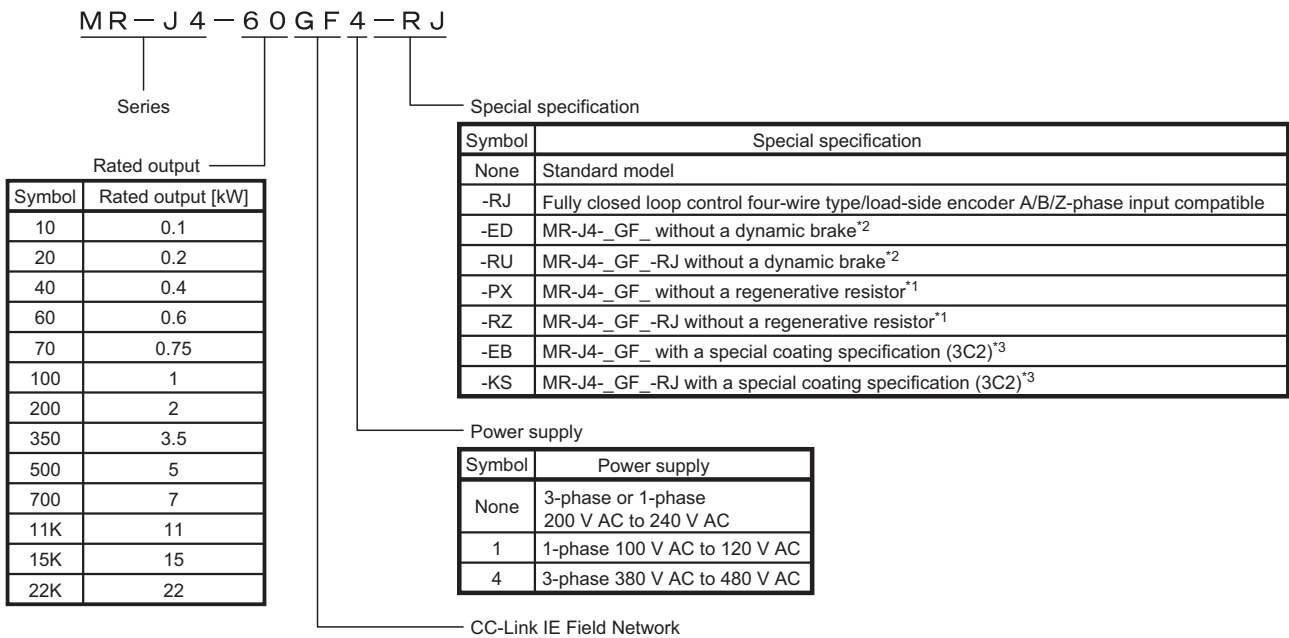 MR-J4-60GF4-RJ
Series
Special specification
Symbol Special specification
None Standard model
-RJ Fully closed loop control four-wire type/load-side encoder A/B/Z-phase input compatible
-ED MR-J4-_GF_ without a dynamic brake*2
-RU MR-J4-_GF_-RJ without a dynamic brake*2
-PX MR-J4-_GF_ without a regenerative resistor*1
-RZ MR-J4-_GF_-RJ without a regenerative resistor*1
-EB MR-J4-_GF_ with a special coating specification (3C2)*3
-KS MR-J4-_GF_-RJ with a special coating specification (3C2)*3
Rated output
Symbol Rated output [kW]
10 0.1
20 0.2
40 0.4
60 0.6
70 0.75
100 1
200 2
350 3.5
500 5
700 7
11K 11
15K 15
22K 22
Power supply
Symbol Power supply
None 3-phase or 1-phase
200 V AC to 240 V AC
1 1-phase 100 V AC to 120 V AC
4 3-phase 380 V AC to 480 V AC
CC-Link IE Field Network